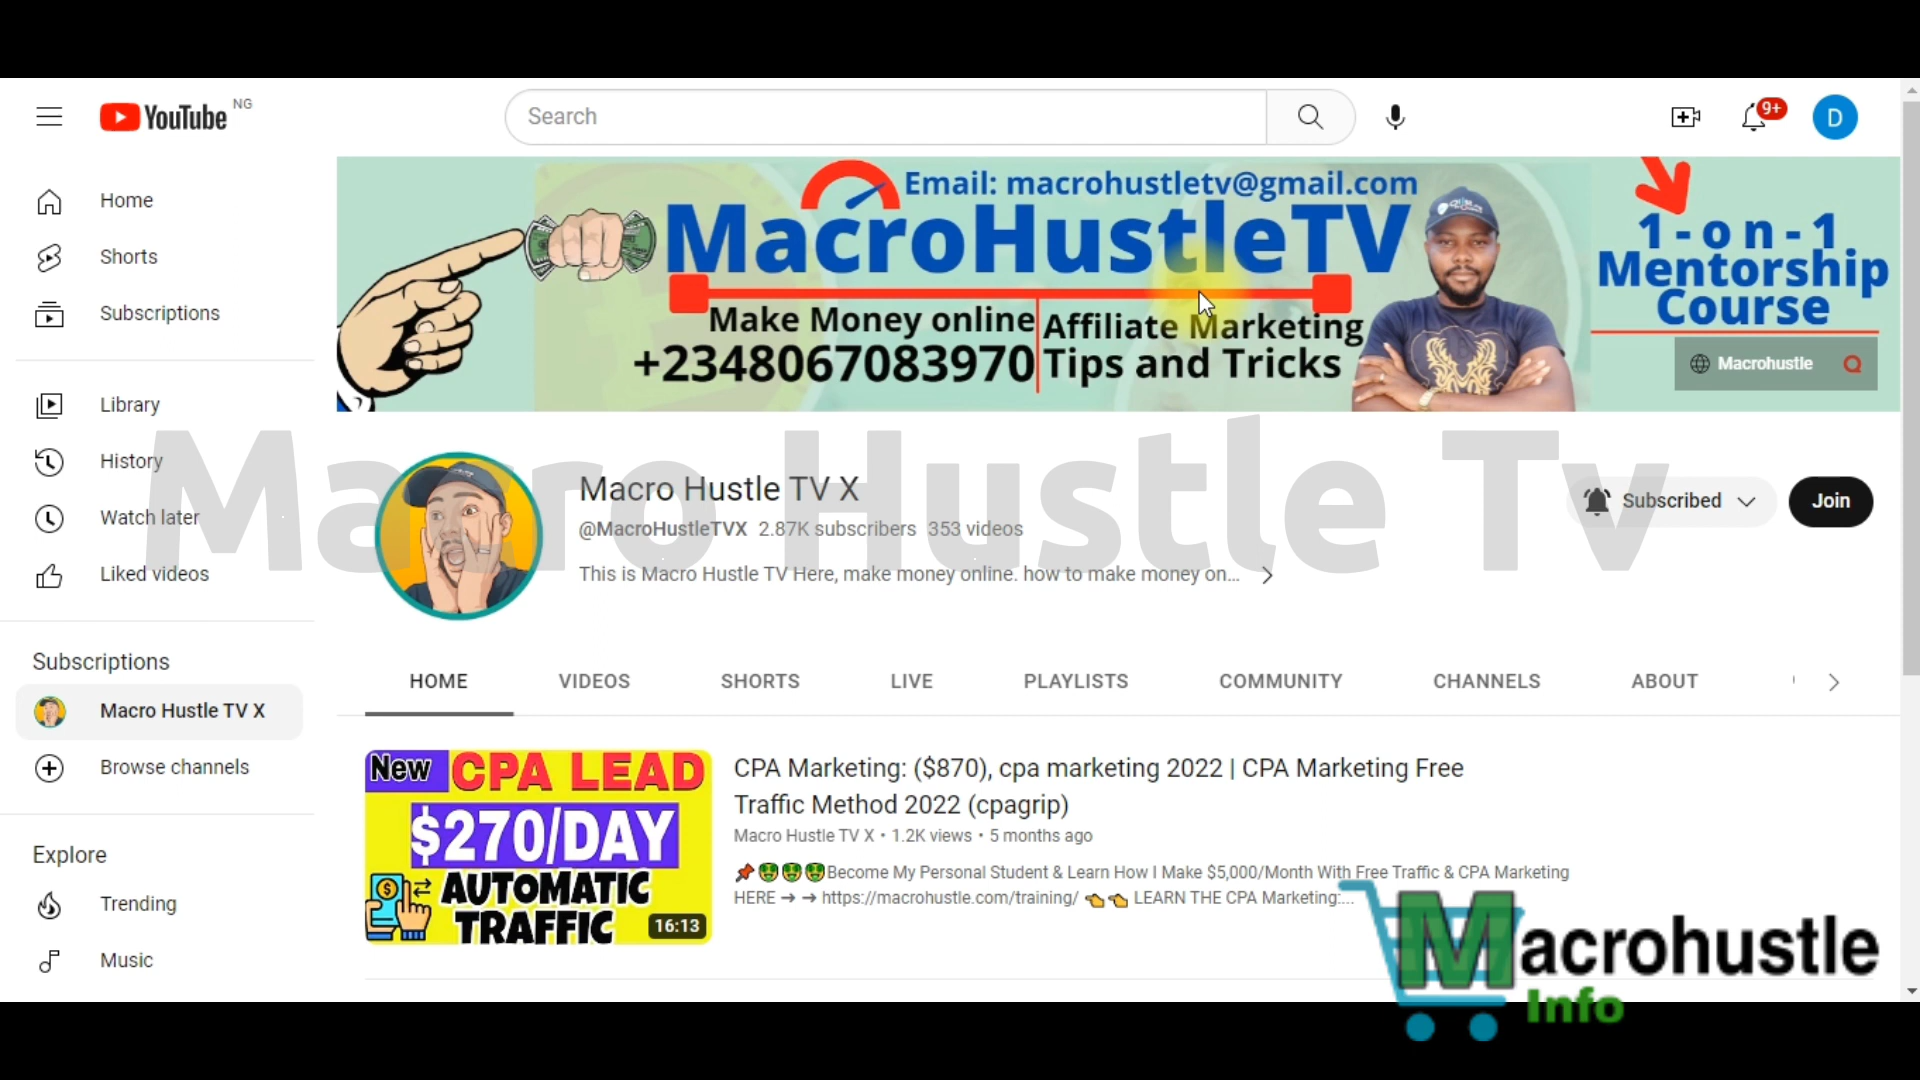 YouTube NG
Search
9+
D
Home
Shorts
Subscriptions
Library
History
Watch later
Liked videos
Subscriptions
Macro Hustle TV X
Browse channels
Explore
Trending
Music
Email: macrohustletv@gmail.com
MacroHustleTV
Make Money online
+2348067083970
Affiliate Marketing
Tips and Tricks
1-on-1
Mentorship
Course
Macrohustle
Macro Hustle Tv
Macro Hustle TV X
@MacroHustleTVX 2.87K subscribers 353 videos
This is Macro Hustle TV Here, make money online. how to make money on...
Subscribed
Join
HOME VIDEOS SHORTS LIVE PLAYLISTS COMMUNITY CHANNELS ABOUT
New CPA LEAD
$270/DAY
AUTOMATIC
TRAFFIC
16:13
CPA Marketing: ($870), cpa marketing 2022 | CPA Marketing Free
Traffic Method 2022 (cpagrip)
Macro Hustle TV X • 1.2K views • 5 months ago
📌🤑🤑🤑Become My Personal Student & Learn How I Make $5,000/Month With Free Traffic & CPA Marketing
HERE ➔ ➔ https://macrohustle.com/training/ 👈👈 LEARN THE CPA Marketing:...
Macrohustle
Info